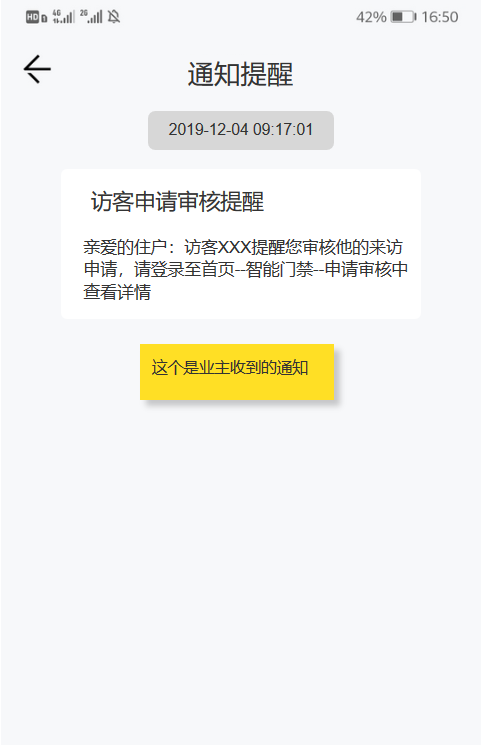 HD 4G 2G 42% 16:50
通知提醒
2019-12-04 09:17:01
访客申请审核提醒
亲爱的住户：访客XXX提醒您审核他的来访
申请，请登录至首页--智能门禁--申请审核中
查看详情
这个是业主收到的通知